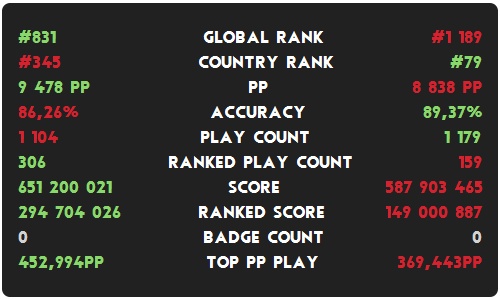 #831 GLOBAL RANK #1 189
#345 COUNTRY RANK #79
9 478 PP PP 8 838 PP
86,26% ACCURACY 89,37%
1 104 PLAY COUNT 1 179
306 RANKED PLAY COUNT 159
651 200 021 SCORE 587 903 465
294 704 026 RANKED SCORE 149 000 887
0 BADGE COUNT 0
452,994PP TOP PP PLAY 369,443PP